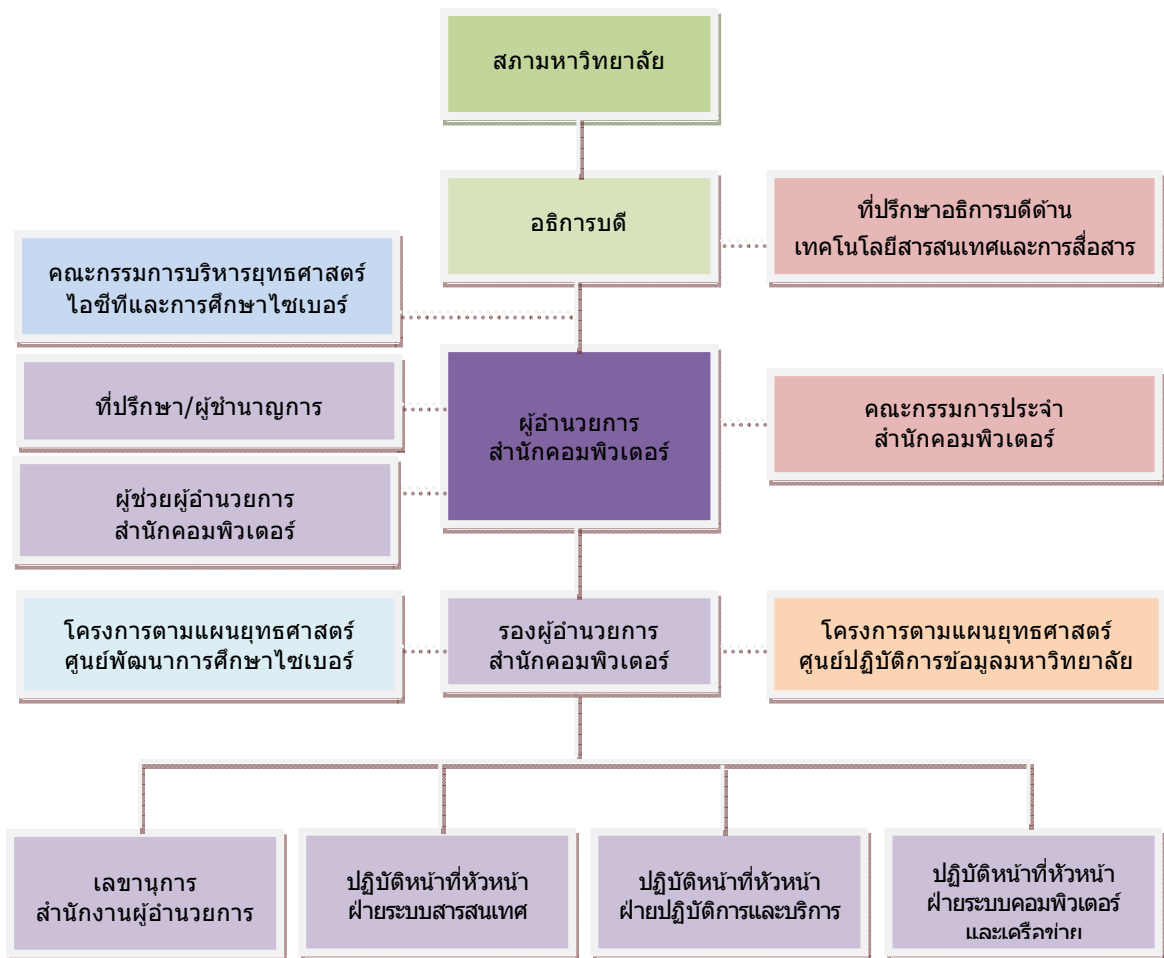 สภามหาวิทยาลัย
อธิการบดี
ที่ปรึกษาอธิการบดีด้าน
เทคโนโลยีสารสนเทศและการสื่อสาร
คณะกรรมการบริหารยุทธศาสตร์
ไอซีทีและการศึกษาไซเบอร์
ที่ปรึกษา/ผู้ชำนาญการ
ผู้อำนวยการ
สำนักคอมพิวเตอร์
คณะกรรมการประจำ
สำนักคอมพิวเตอร์
ผู้ช่วยผู้อำนวยการ
สำนักคอมพิวเตอร์
โครงการตามแผนยุทธศาสตร์
ศูนย์พัฒนาการศึกษาไซเบอร์
รองผู้อำนวยการ
สำนักคอมพิวเตอร์
โครงการตามแผนยุทธศาสตร์
ศูนย์ปฏิบัติการข้อมูลมหาวิทยาลัย
เลขานุการ
สำนักงานผู้อำนวยการ
ปฏิบัติหน้าที่หัวหน้า
ฝ่ายระบบสารสนเทศ
ปฏิบัติหน้าที่หัวหน้า
ฝ่ายปฏิบัติการและบริการ
ปฏิบัติหน้าที่หัวหน้า
ฝ่ายระบบคอมพิวเตอร์
และเครือข่าย